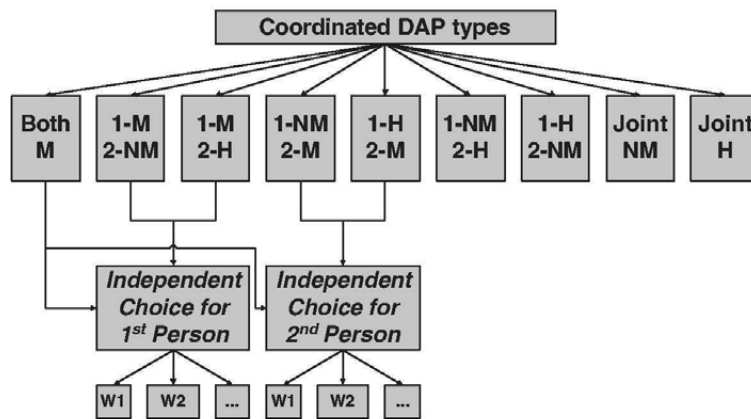 Coordinated DAP types
Both
M
1-M
2-NM
1-M
2-H
1-NM
2-M
1-H
2-M
1-NM
2-H
1-H
2-NM
Joint
NM
Joint
H
Independent
Choice for
1st Person
Independent
Choice for
2nd Person
W1
W2
...
W1
W2
...